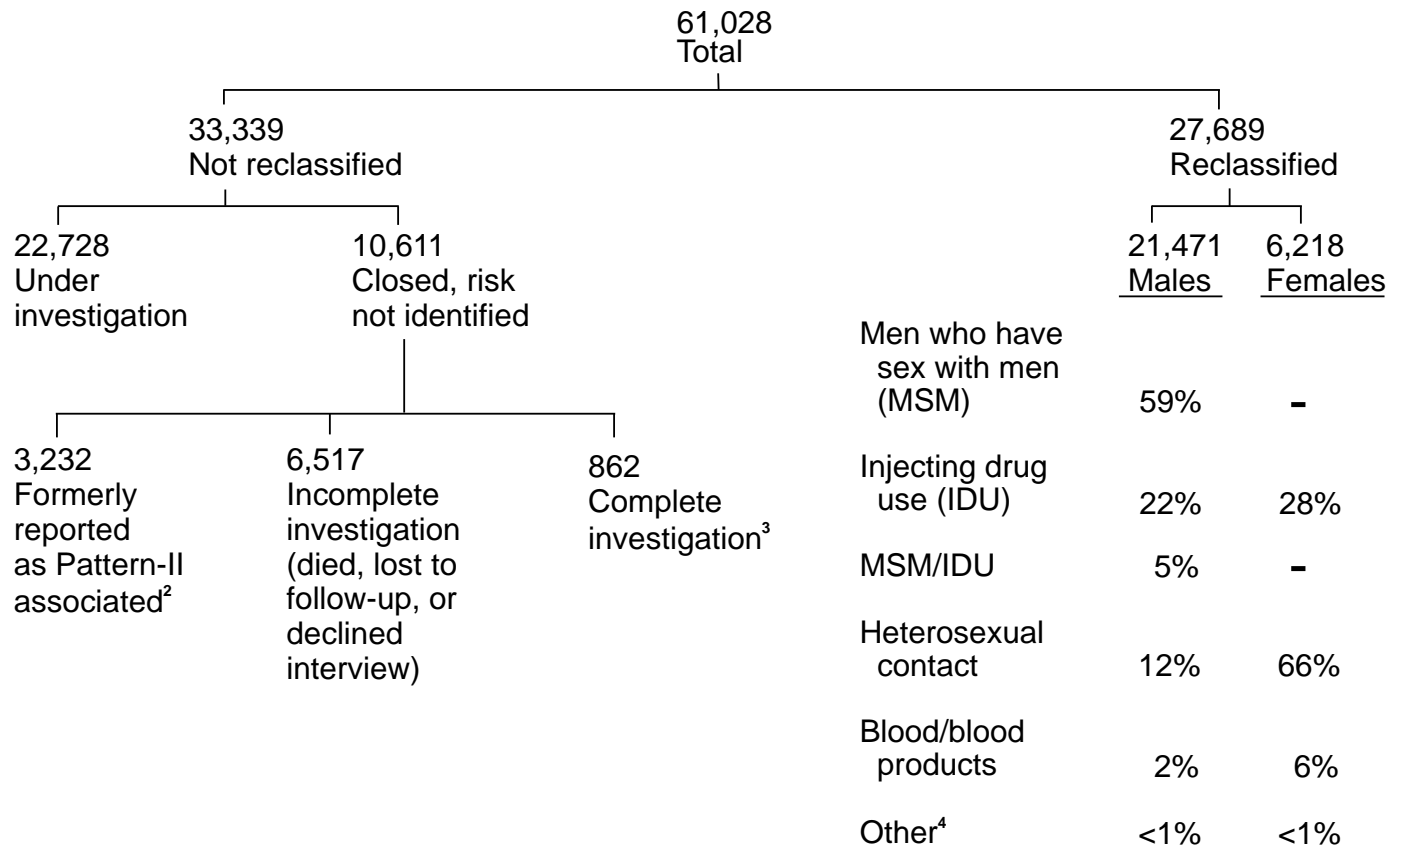 61,028
Total
33,339
Not reclassified
27,689
Reclassified
22,728
Under
investigation
10,611
Closed, risk
not identified
21,471
Males
6,218
Females
3,232
Formerly
reported
as Pattern-II
associated²
6,517
Incomplete
investigation
(died, lost to
follow-up, or
declined
interview)
862
Complete
investigation³
Men who have
sex with men
(MSM) 59% -
Injecting drug
use (IDU) 22% 28%
MSM/IDU 5% -
Heterosexual
contact 12% 66%
Blood/blood
products 2% 6%
Other⁴ <1% <1%